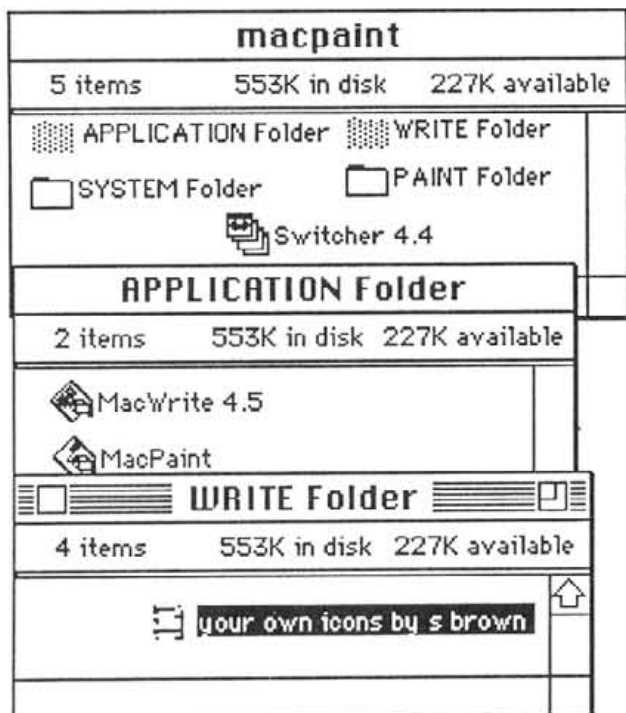 macpaint
5 items 553K in disk 227K available
APPLICATION Folder WRITE Folder
SYSTEM Folder PAINT Folder
Switcher 4.4
APPLICATION Folder
2 items 553K in disk 227K available
MacWrite 4.5
MacPaint
WRITE Folder
4 items 553K in disk 227K available
your own icons by s brown